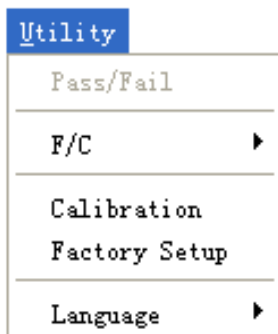 Utility
Pass/Fail
F/C
Calibration
Factory Setup
Language